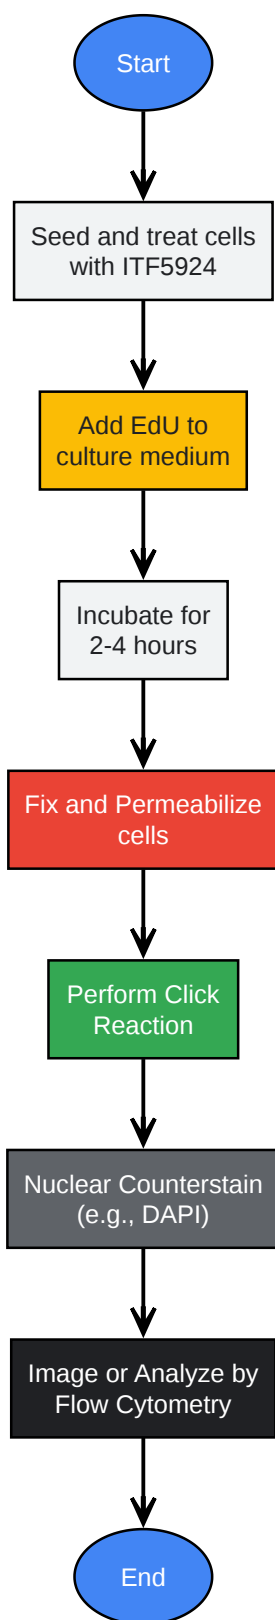 Start
Seed and treat cells
with ITF5924
Add EdU to
culture medium
Incubate for
2-4 hours
Fix and Permeabilize
cells
Perform Click
Reaction
Nuclear Counterstain
(e.g., DAPI)
Image or Analyze by
Flow Cytometry
End